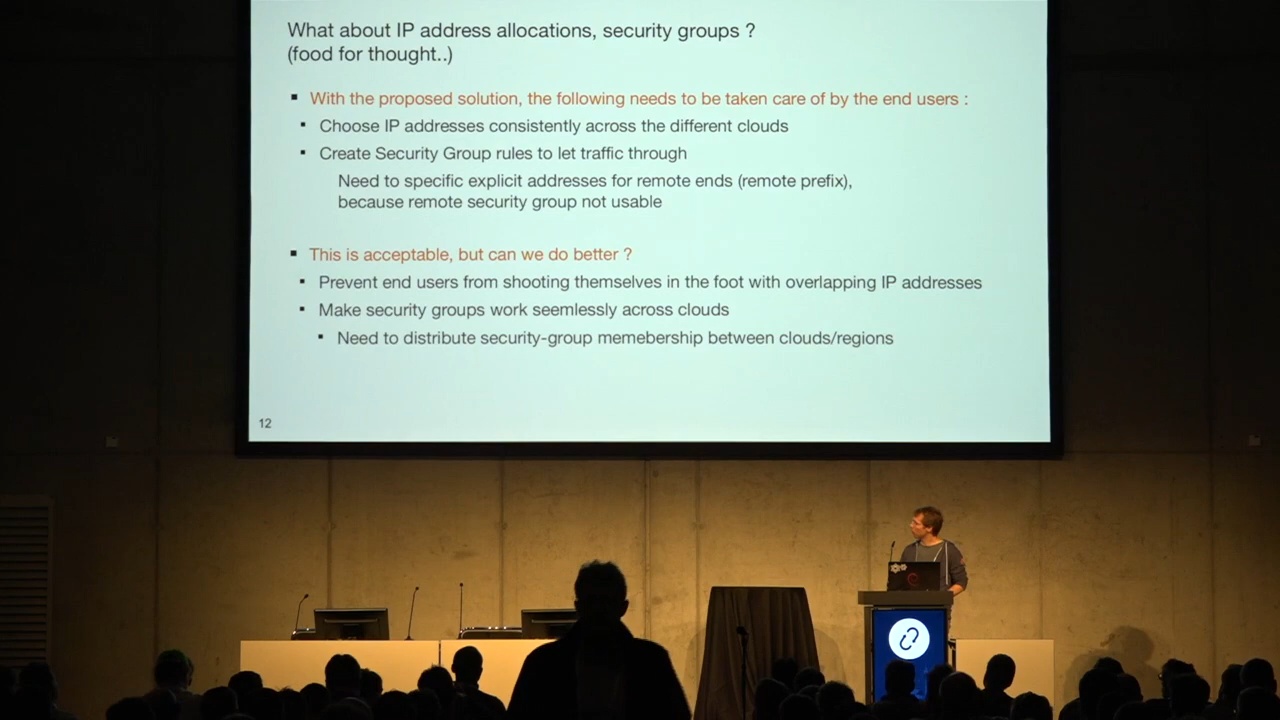 What about IP address allocations, security groups ?
(food for thought..)
▪ With the proposed solution, the following needs to be taken care of by the end users :
▪ Choose IP addresses consistently across the different clouds
▪ Create Security Group rules to let traffic through
Need to specific explicit addresses for remote ends (remote prefix),
because remote security group not usable
▪ This is acceptable, but can we do better ?
▪ Prevent end users from shooting themselves in the foot with overlapping IP addresses
▪ Make security groups work seemlessly across clouds
▪ Need to distribute security-group memebership between clouds/regions
12